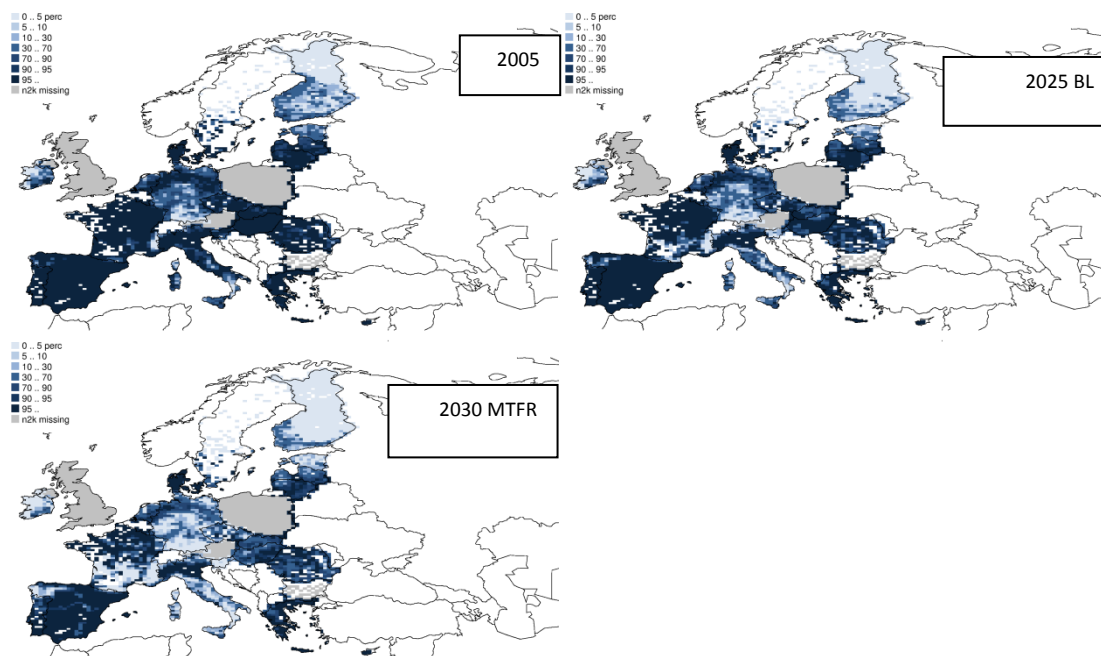 0 .. 5 perc
5 .. 10
10 .. 30
30 .. 70
70 .. 90
90 .. 95
95 ..
n2k missing
2005
0 .. 5 perc
5 .. 10
10 .. 30
30 .. 70
70 .. 90
90 .. 95
95 ..
n2k missing
2025 BL
0 .. 5 perc
5 .. 10
10 .. 30
30 .. 70
70 .. 90
90 .. 95
95 ..
n2k missing
2030 MTFR